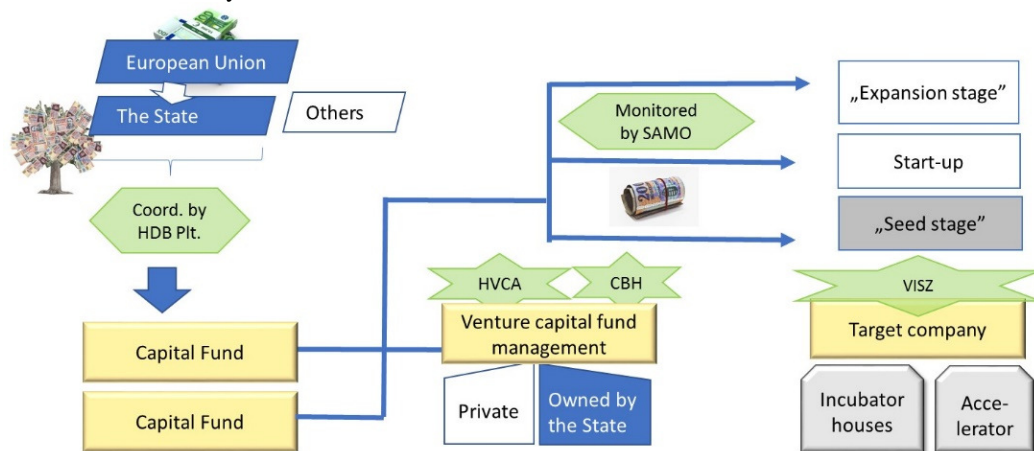 European Union
The State
Others
Coord. by
HDB Plt.
Capital Fund
Capital Fund
Monitored
by SAMO
HVCA
CBH
Venture capital fund
management
Private
Owned by
the State
„Expansion stage”
Start-up
„Seed stage”
VISZ
Target company
Incubator
houses
Acce-
lerator